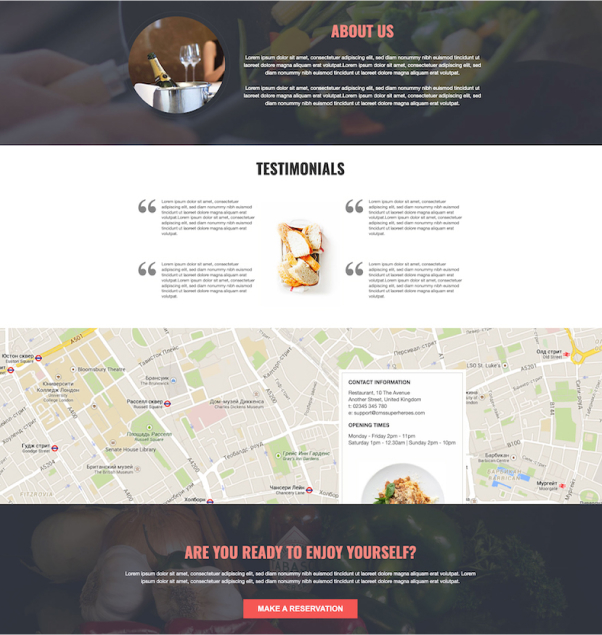 ABOUT US
Lorem ipsum dolor sit amet, consectetuer adipiscing elit, sed diam nonummy nibh euismod tincidunt ut
laoreet dolore magna aliquam erat volutpat.Lorem ipsum dolor sit amet, consectetuer adipiscing elit, sed
diam nonummy nibh euismod tincidunt ut laoreet dolore magna aliquam erat volutpat.
Lorem ipsum dolor sit amet, consectetuer adipiscing elit, sed diam nonummy nibh euismod tincidunt ut
laoreet dolore magna aliquam erat volutpat.Lorem ipsum dolor sit amet, consectetuer adipiscing elit, sed
diam nonummy nibh euismod tincidunt ut laoreet dolore magna aliquam erat volutpat.
TESTIMONIALS
Lorem ipsum dolor sit amet, consectetuer
adipiscing elit, sed diam nonummy nibh euismod
tincidunt ut laoreet dolore magna aliquam erat
volutpat.Lorem ipsum dolor sit amet, consectetuer
adipiscing elit, sed diam nonummy nibh euismod
tincidunt ut laoreet dolore magna aliquam erat
volutpat.
Lorem ipsum dolor sit amet, consectetuer
adipiscing elit, sed diam nonummy nibh euismod
tincidunt ut laoreet dolore magna aliquam erat
volutpat.Lorem ipsum dolor sit amet, consectetuer
adipiscing elit, sed diam nonummy nibh euismod
tincidunt ut laoreet dolore magna aliquam erat
volutpat.
Lorem ipsum dolor sit amet, consectetuer
adipiscing elit, sed diam nonummy nibh euismod
tincidunt ut laoreet dolore magna aliquam erat
volutpat.Lorem ipsum dolor sit amet, consectetuer
adipiscing elit, sed diam nonummy nibh euismod
tincidunt ut laoreet dolore magna aliquam erat
volutpat.
Lorem ipsum dolor sit amet, consectetuer
adipiscing elit, sed diam nonummy nibh euismod
tincidunt ut laoreet dolore magna aliquam erat
volutpat.Lorem ipsum dolor sit amet, consectetuer
adipiscing elit, sed diam nonummy nibh euismod
tincidunt ut laoreet dolore magna aliquam erat
volutpat.
A501
Юстон сквер
Euston Square
Bloomsbury Theatre
Университи
Колледж Лондон
University
College London
Брансуик
The Brunswick
Расселл сквер
Russell Square
Дом-музей Диккенса
Charles Dickens Museum
Площадь Расселл
Russell Square
Senate House Library
Гудж стрит
Goodge Street
Британский музей
The British Museum
FITZROVIA
Холборн
Грейс Инн Гарденс
Gray's Inn Gardens
Чансери Лейн
Chancery Lane
Персивал стрит
LSO St. Luke's
Олд стрит
Old Street
B100
Барбикан
Barbican Centre
Мургейт
Moorgate
CONTACT INFORMATION
Restaurant, 10 The Avenue
Another Street, United Kingdom
t: 02345 345 780
e: support@cmssuperheroes.com
OPENING TIMES
Monday - Friday 2pm - 11pm
Saturday 1pm - 12:30am | Sunday 2pm - 10pm
ARE YOU READY TO ENJOY YOURSELF?
Lorem ipsum dolor sit amet, consectetuer adipiscing elit, sed diam nonummy nibh euismod tincidunt ut laoreet dolore magna aliquam erat volutpat.Lorem
ipsum dolor sit amet, consectetuer adipiscing elit, sed diam nonummy nibh euismod tincidunt ut laoreet dolore magna aliquam erat volutpat.
MAKE A RESERVATION